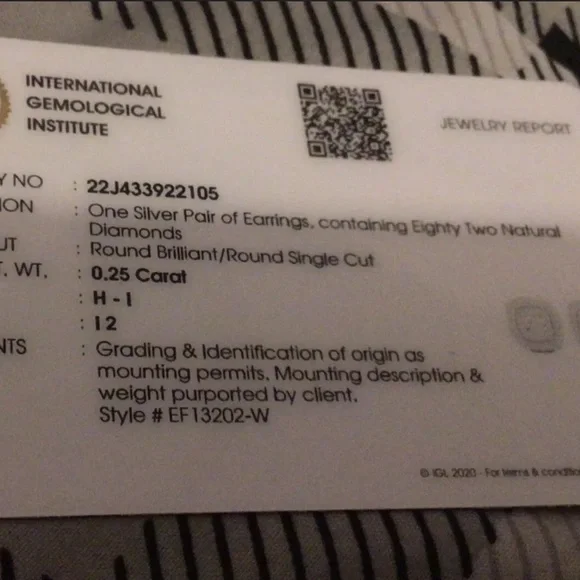 INTERNATIONAL
GEMOLOGICAL
INSTITUTE
JEWELRY REPORT
Y NO : 22J433922105
ION : One Silver Pair of Earrings, containing Eighty Two Natural
Diamonds
UT : Round Brilliant/Round Single Cut
T. WT. : 0.25 Carat
: H - I
: I 2
NTS : Grading & Identification of origin as
mounting permits. Mounting description &
weight purported by client.
Style # EF13202-W
© IGI. 2020 - For terms & conditio